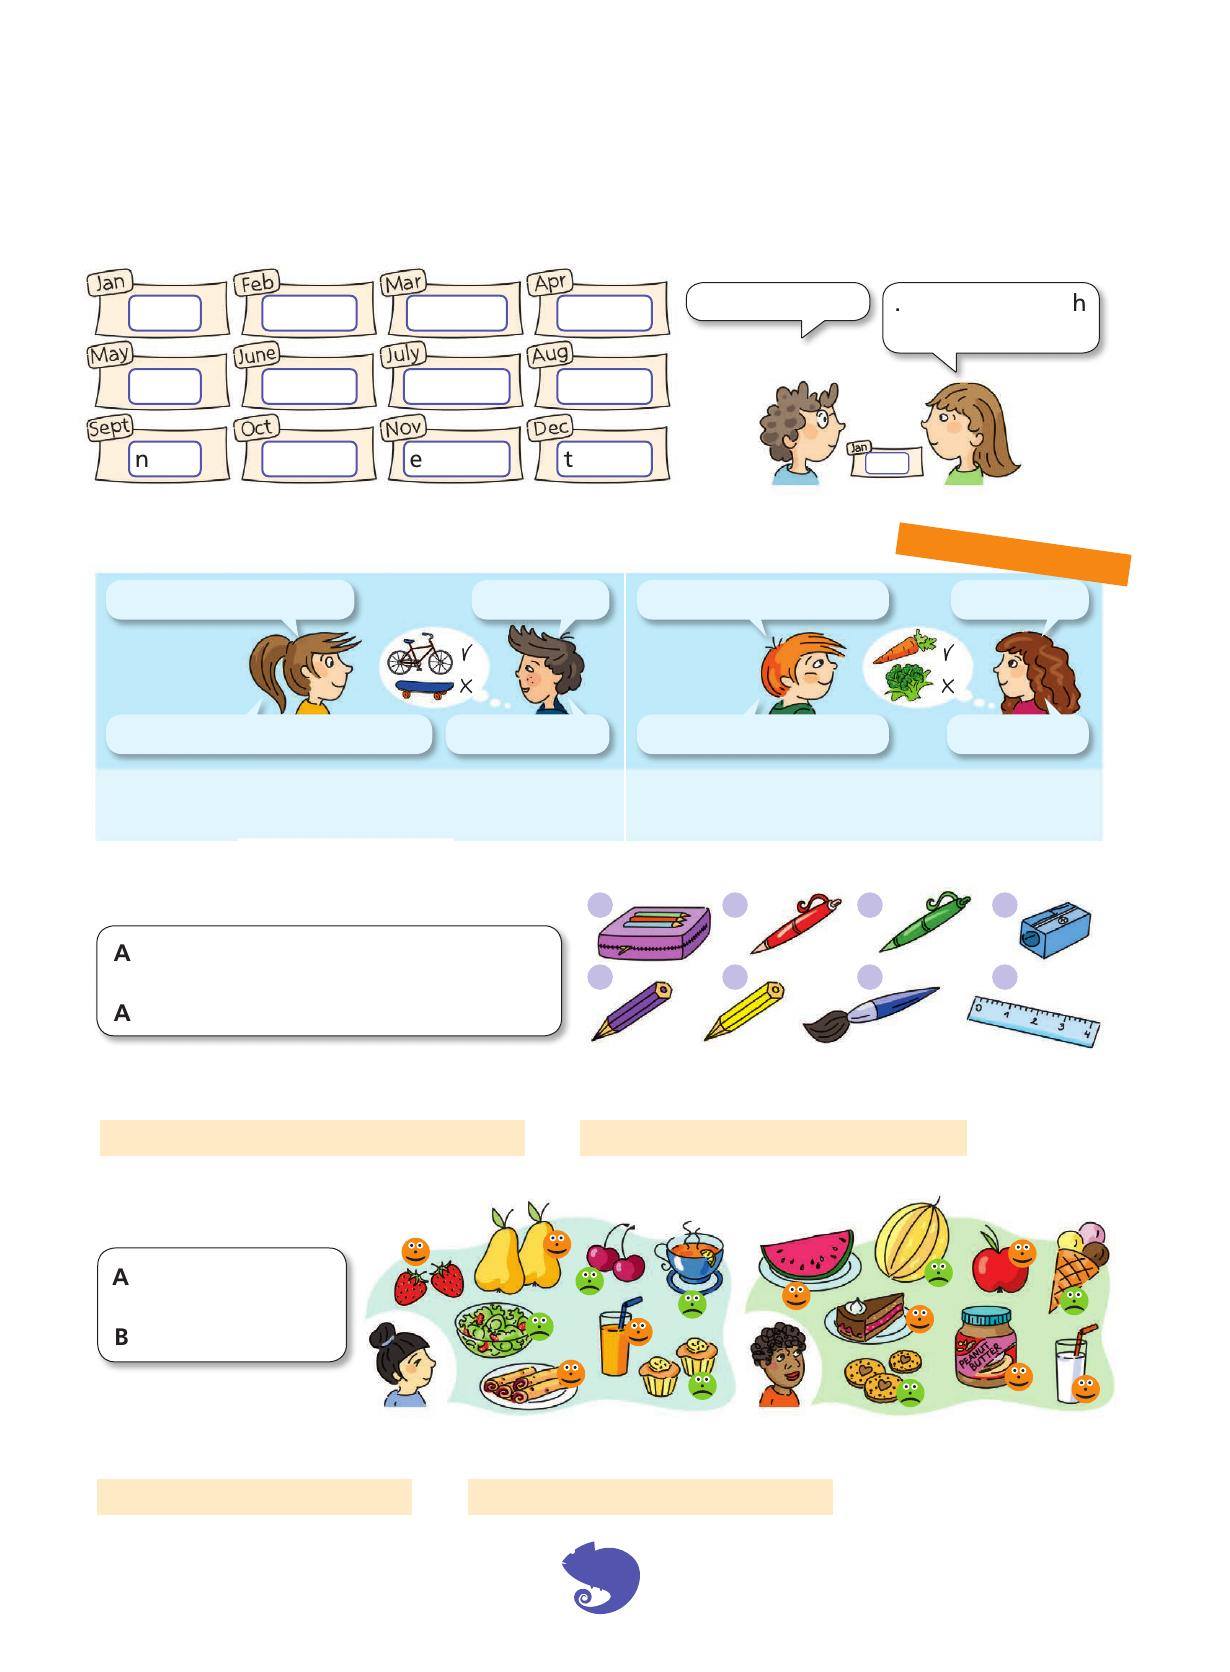 Jan Feb Mar Apr
. h
May June July Aug
Sept Oct Nov Dec
n e t
Jan
A
A
0 1 2 3 4
A
B
PEANUT
BUTTER